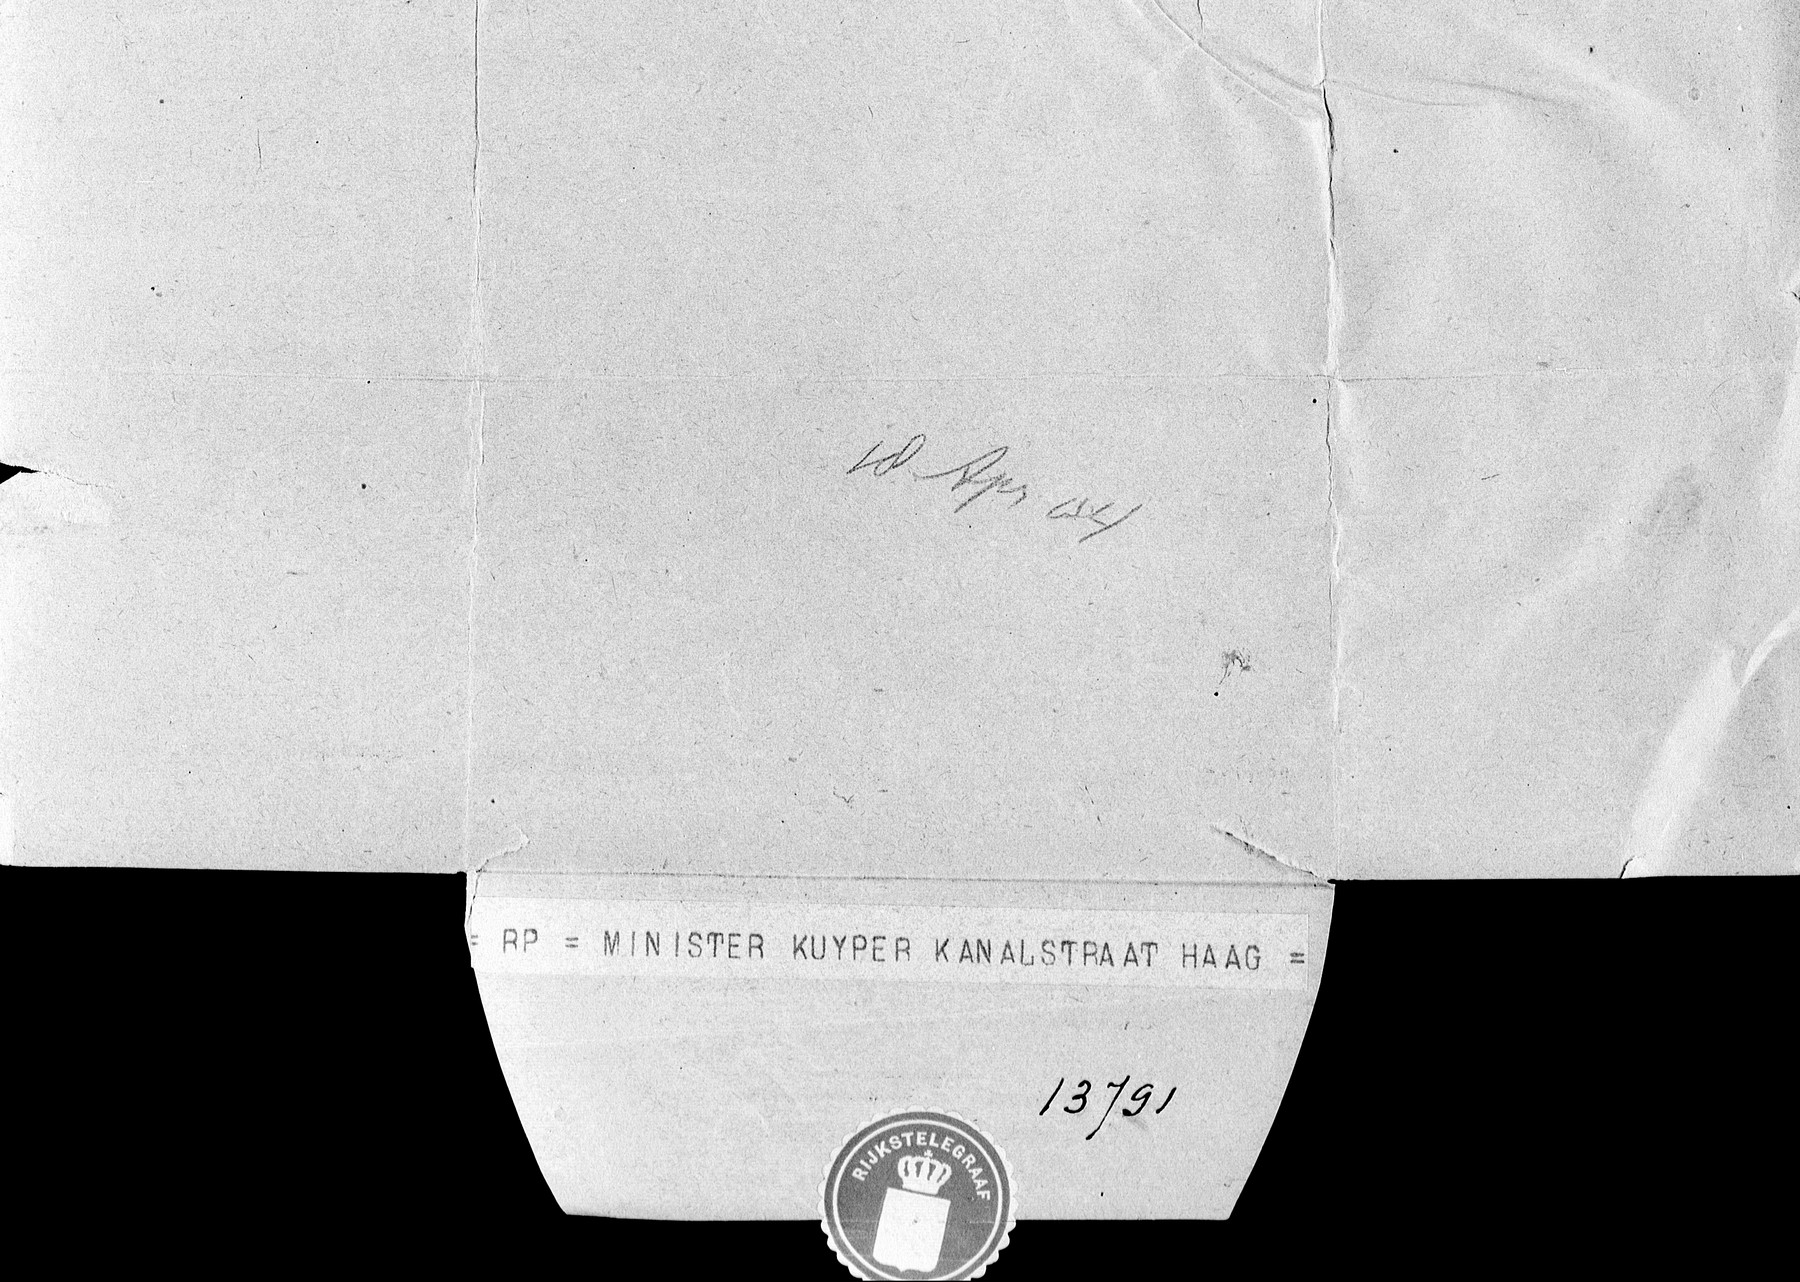 = RP = MINISTER KUYPER KANALSTRAAT HAAG =
13791
RIJKSTELEGRAAF